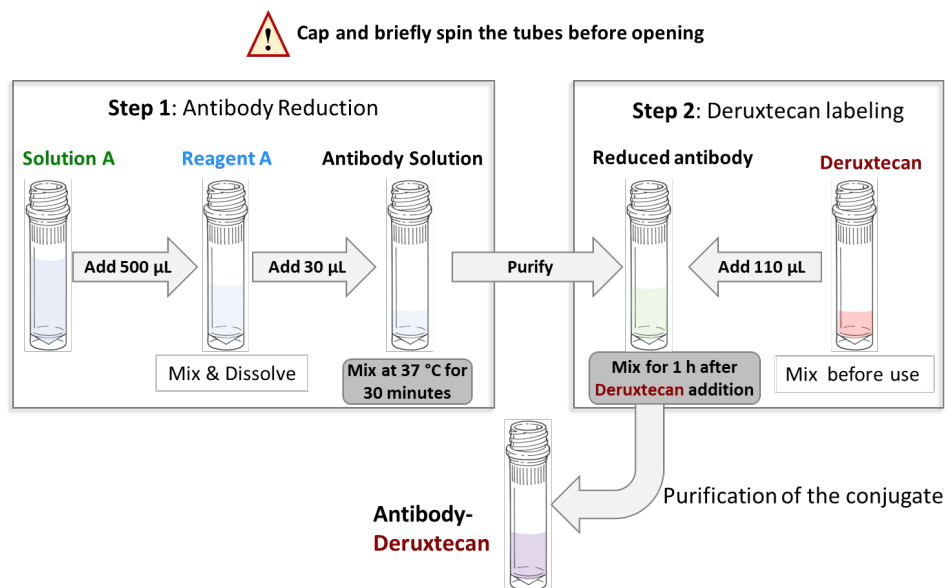 ! Cap and briefly spin the tubes before opening
Step 1: Antibody Reduction
Solution A
Reagent A
Antibody Solution
Add 500 µL
Add 30 µL
Mix & Dissolve
Mix at 37 °C for
30 minutes
Purify
Step 2: Deruxtecan labeling
Reduced antibody
Deruxtecan
Add 110 µL
Mix for 1 h after
Deruxtecan addition
Mix before use
Purification of the conjugate
Antibody-
Deruxtecan